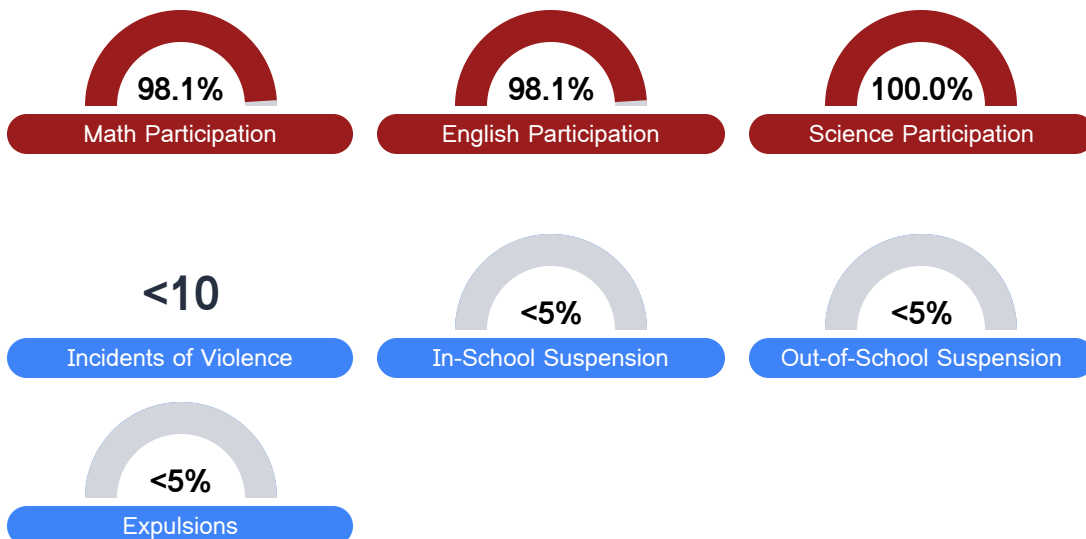 98.1%
98.1%
100.0%
Math Participation
English Participation
Science Participation
<10
<5%
<5%
Incidents of Violence
In-School Suspension
Out-of-School Suspension
<5%
Expulsions